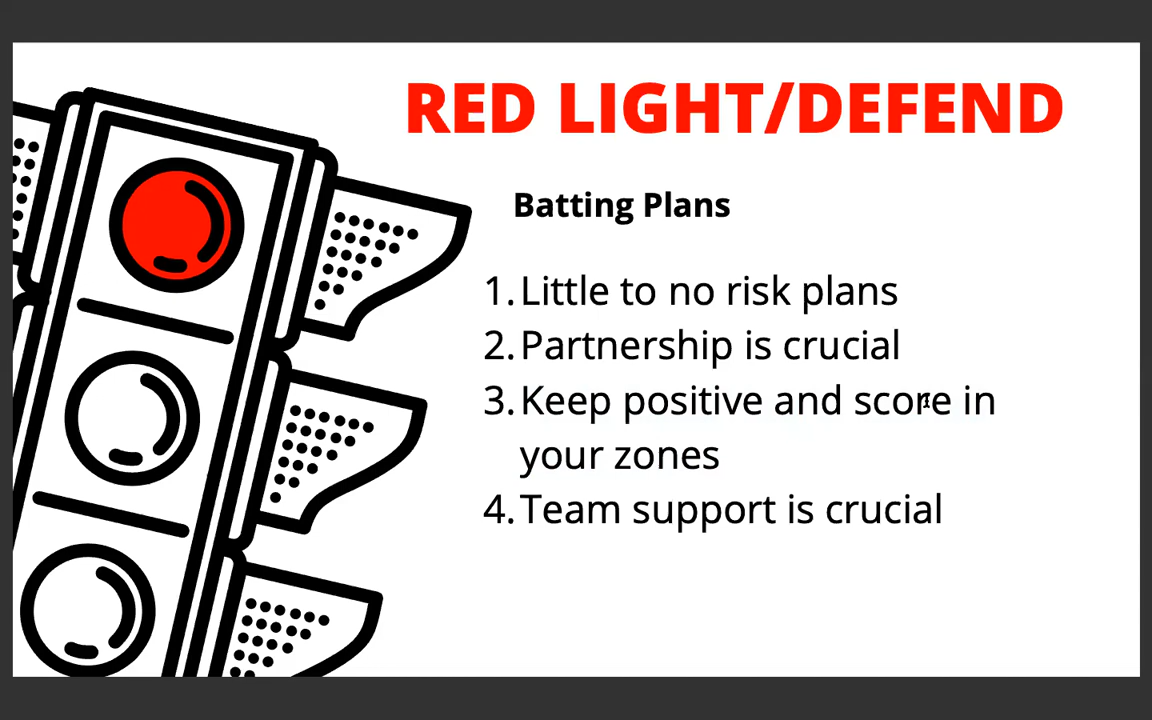 RED LIGHT/DEFEND
Batting Plans
1. Little to no risk plans
2. Partnership is crucial
3. Keep positive and score in
your zones
4. Team support is crucial